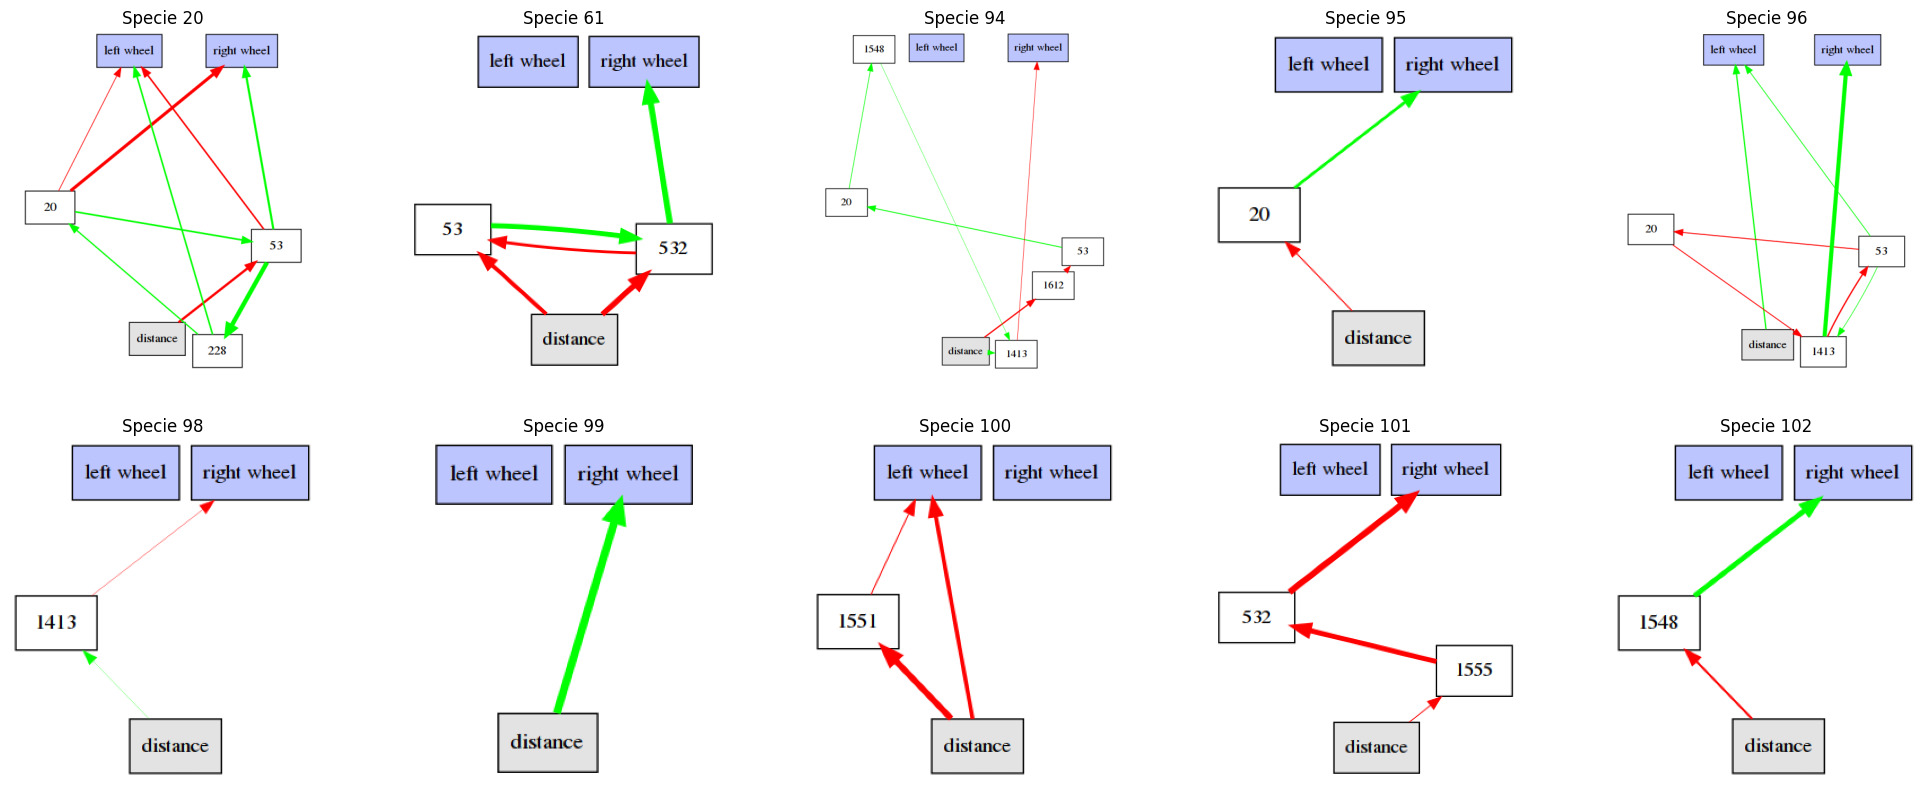 Specie 20
left wheel
right wheel
20
53
distance
228
Specie 61
left wheel
right wheel
53
532
distance
Specie 94
1548
left wheel
right wheel
20
53
1612
distance
1413
Specie 95
left wheel
right wheel
20
distance
Specie 96
left wheel
right wheel
20
53
distance
1413
Specie 98
left wheel
right wheel
1413
distance
Specie 99
left wheel
right wheel
distance
Specie 100
left wheel
right wheel
1551
distance
Specie 101
left wheel
right wheel
532
1555
distance
Specie 102
left wheel
right wheel
1548
distance